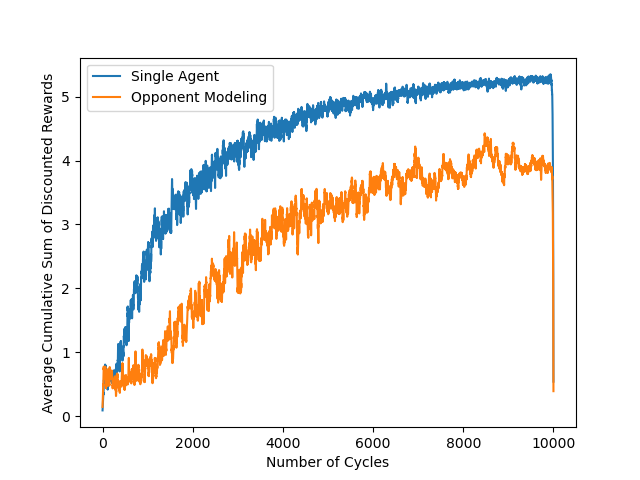 Single Agent
Opponent Modeling
Average Cumulative Sum of Discounted Rewards
5
4
3
2
1
0
0 2000 4000 6000 8000 10000
Number of Cycles